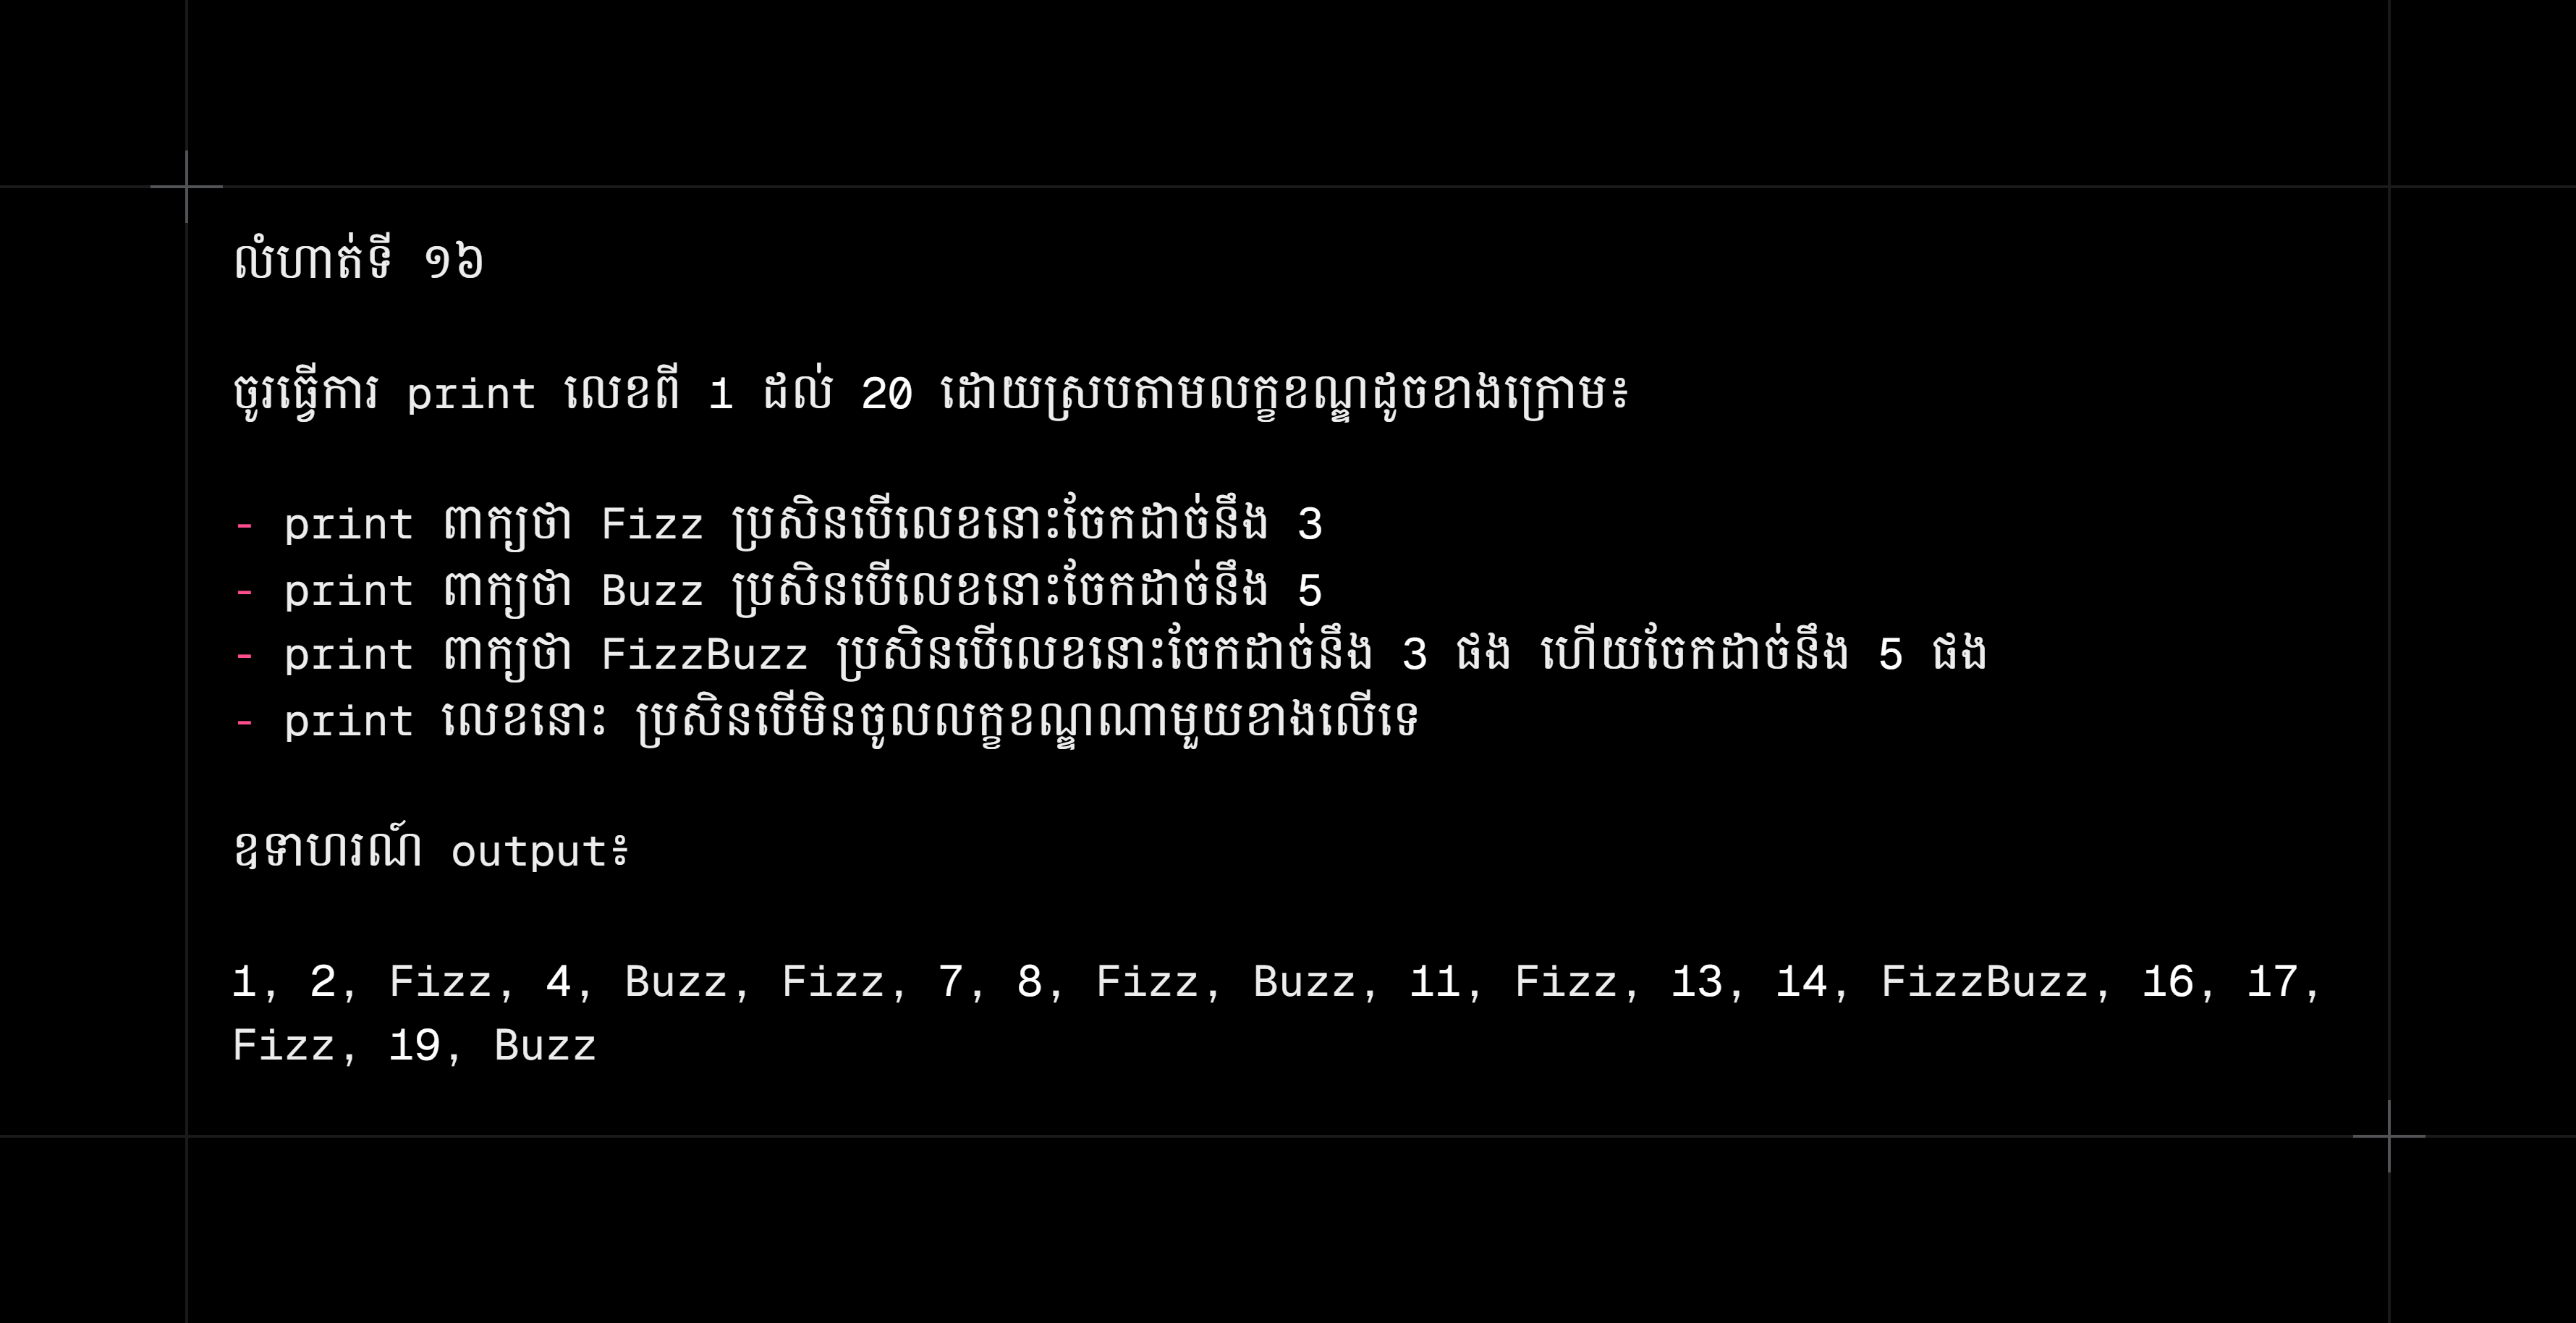 លំហាត់ទី ១៦
ចូរធ្វើការ print លេខពី 1 ដល់ 20 ដោយស្របតាមលក្ខខណ្ឌដូចខាងក្រោម៖
- print ពាក្យថា Fizz ប្រសិនបើលេខនោះចែកដាច់នឹង 3
- print ពាក្យថា Buzz ប្រសិនបើលេខនោះចែកដាច់នឹង 5
- print ពាក្យថា FizzBuzz ប្រសិនបើលេខនោះចែកដាច់នឹង 3 ផង ហើយចែកដាច់នឹង 5 ផង
- print លេខនោះ ប្រសិនបើមិនចូលលក្ខខណ្ឌណាមួយខាងលើទេ
ឧទាហរណ៍ output៖
1, 2, Fizz, 4, Buzz, Fizz, 7, 8, Fizz, Buzz, 11, Fizz, 13, 14, FizzBuzz, 16, 17,
Fizz, 19, Buzz